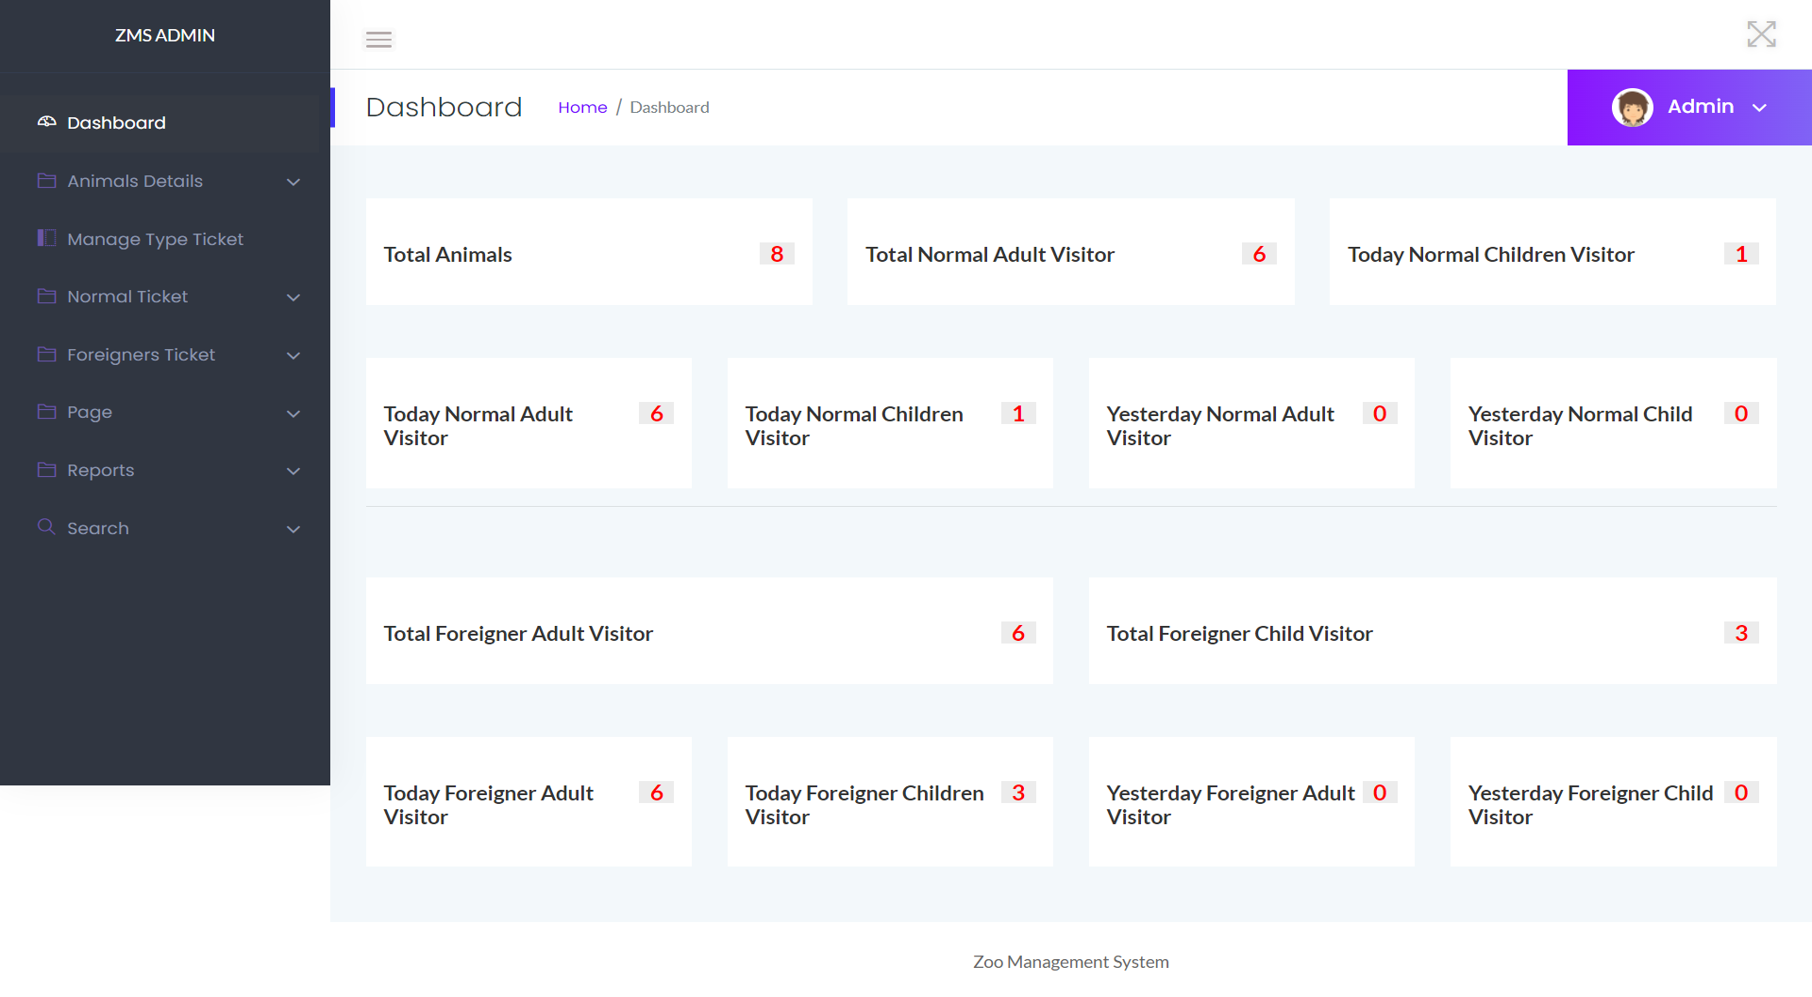 ZMS ADMIN
Dashboard
Animals Details
Manage Type Ticket
Normal Ticket
Foreigners Ticket
Page
Reports
Search
Dashboard
Home / Dashboard
Admin
Total Animals 8
Total Normal Adult Visitor 6
Today Normal Children Visitor 1
Today Normal Adult 6
Visitor
Today Normal Children 1
Visitor
Yesterday Normal Adult 0
Visitor
Yesterday Normal Child 0
Visitor
Total Foreigner Adult Visitor 6
Total Foreigner Child Visitor 3
Today Foreigner Adult 6
Visitor
Today Foreigner Children 3
Visitor
Yesterday Foreigner Adult 0
Visitor
Yesterday Foreigner Child 0
Visitor
Zoo Management System